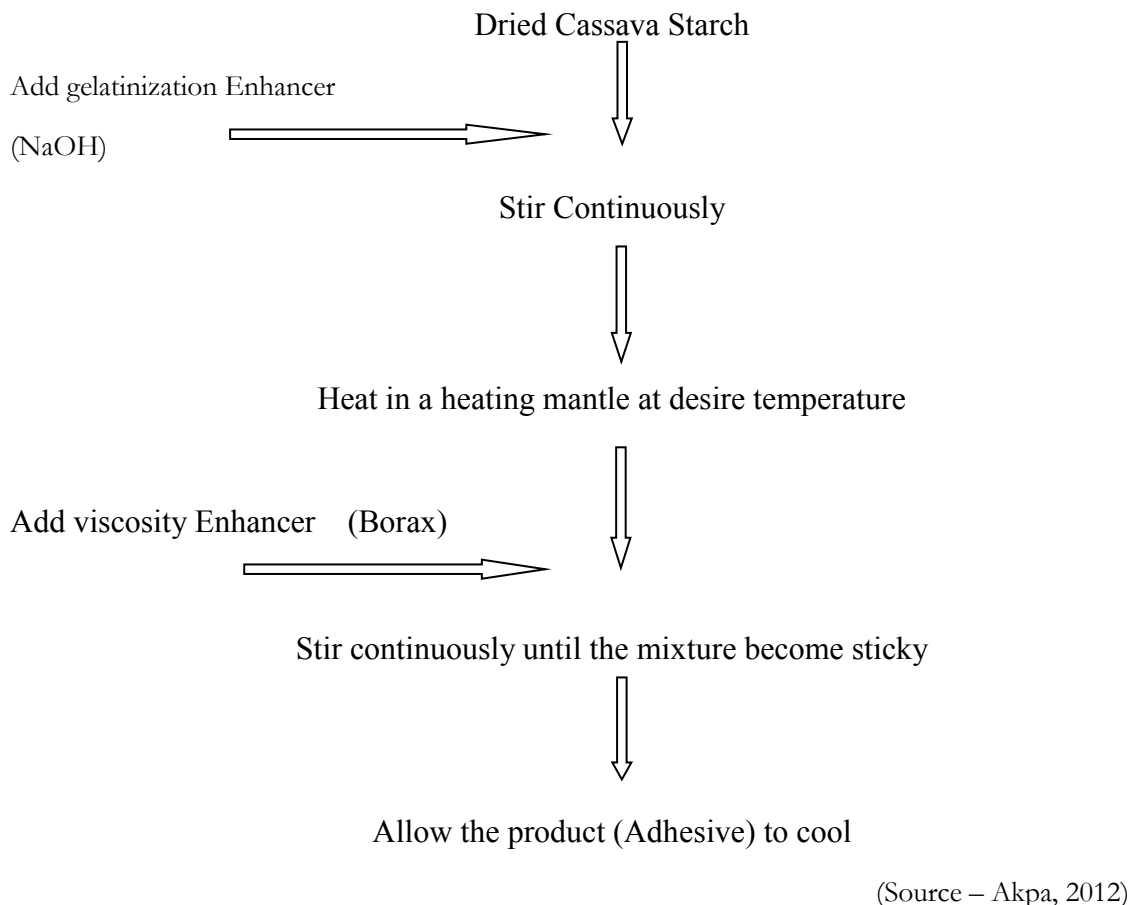 Dried Cassava Starch
Add gelatinization Enhancer
(NaOH)
Stir Continuously
Heat in a heating mantle at desire temperature
Add viscosity Enhancer (Borax)
Stir continuously until the mixture become sticky
Allow the product (Adhesive) to cool
(Source – Akpa, 2012)